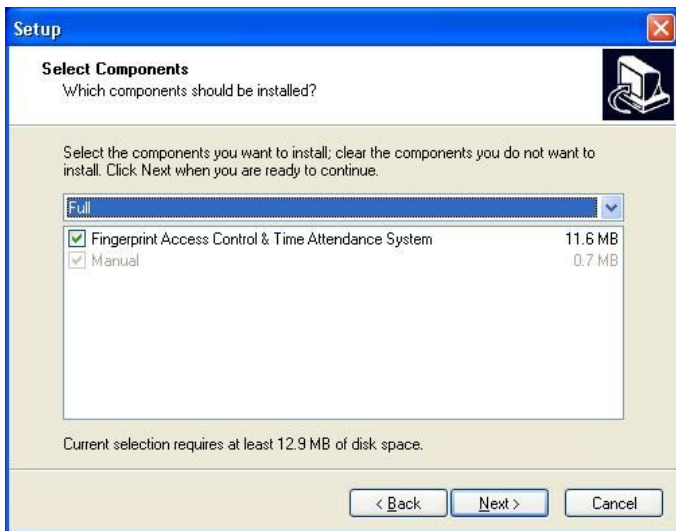 Setup
Select Components
Which components should be installed?
Select the components you want to install; clear the components you do not want to
install. Click Next when you are ready to continue.
Full
Fingerprint Access Control & Time Attendance System 11.6 MB
Manual 0.7 MB
Current selection requires at least 12.9 MB of disk space.
< Back Next > Cancel